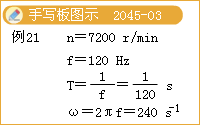 手写板图示 2045-03
例21 n=7200 r/min
f=120 Hz
T=1/f=1/120 s
ω=2πf=240 s⁻¹